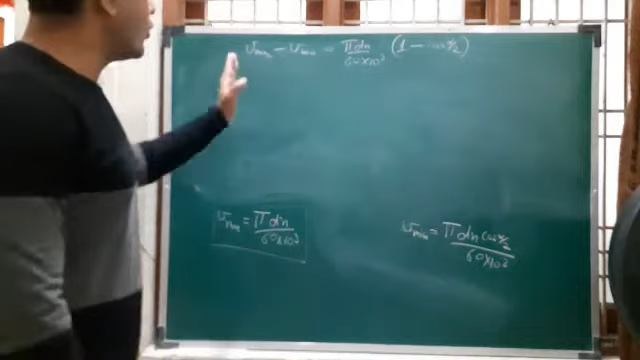 v_max - v_min = πdn/60×10³ (1 - cos α/2)
v_max = πdn/60×10³
v_min = πdn cos α/2 / 60×10³